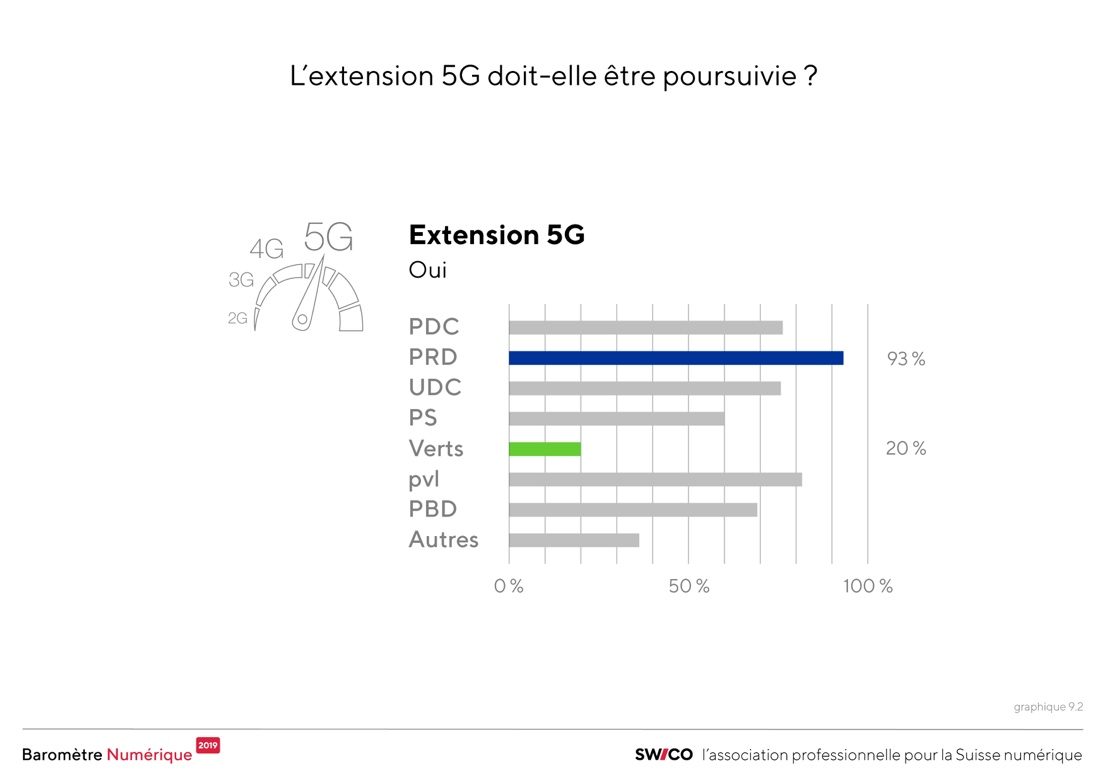 L'extension 5G doit-elle être poursuivie ?
5G
4G
3G
2G
Extension 5G
Oui
PDC
PRD 93 %
UDC
PS
Verts 20 %
pvl
PBD
Autres
0 % 50 % 100 %
graphique 9.2
Baromètre Numérique 2019
SWICO l'association professionnelle pour la Suisse numérique